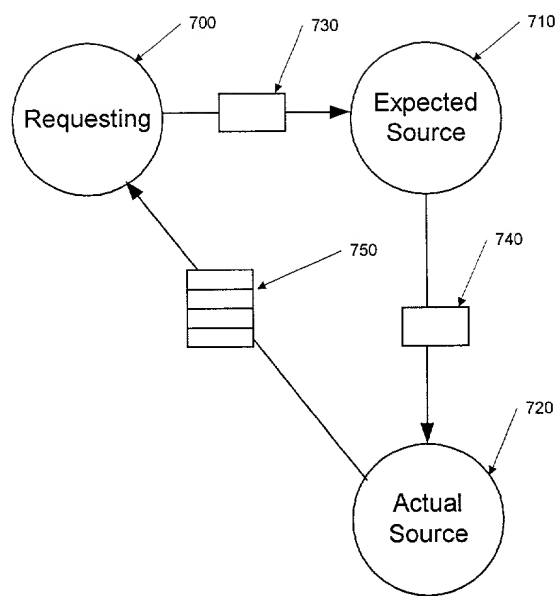 700
730
710
Requesting
Expected
Source
750
740
720
Actual
Source